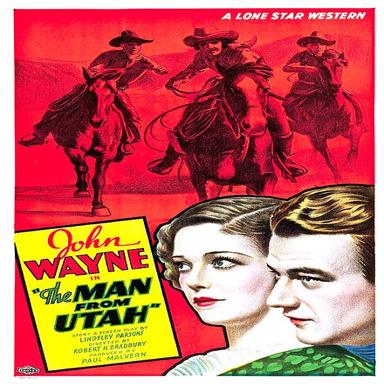 A LONE STAR WESTERN
John
WAYNE
IN
"The MAN
FROM
UTAH"
STORY & SCREEN PLAY BY
LINDSLEY PARSONS
DIRECTED BY
ROBERT N. BRADBURY
PRODUCED BY
PAUL MALVERN